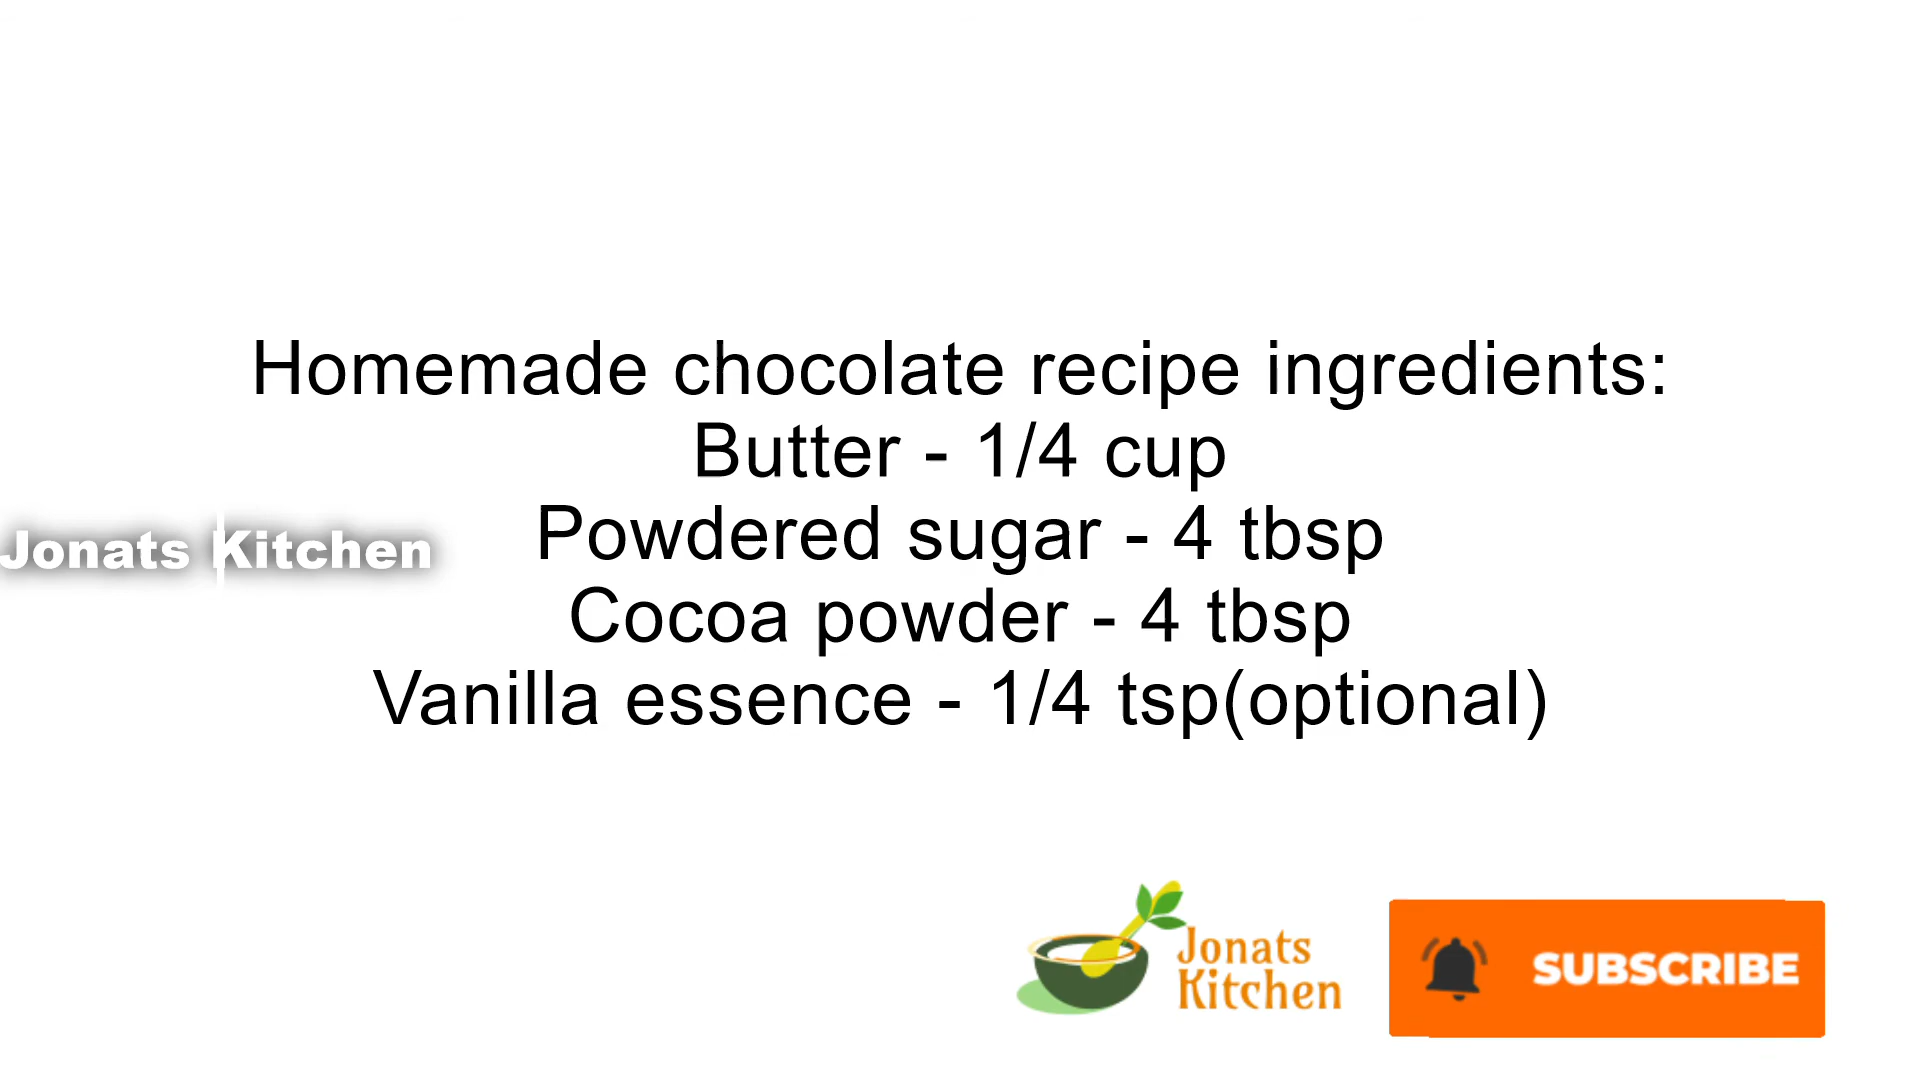 Homemade chocolate recipe ingredients:
Butter - 1/4 cup
Powdered sugar - 4 tbsp
Jonats Kitchen
Cocoa powder - 4 tbsp
Vanilla essence - 1/4 tsp(optional)
Jonats
Kitchen
SUBSCRIBE